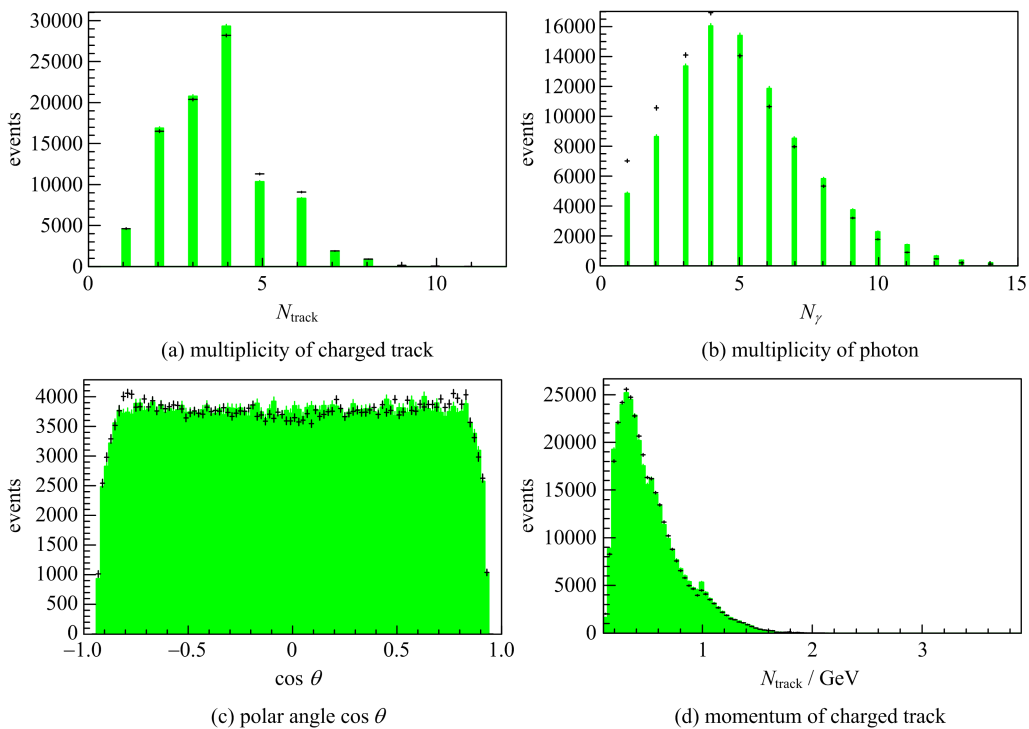 30000
25000
20000
15000
10000
5000
0
events
0 5 10
N_track
(a) multiplicity of charged track
16000
14000
12000
10000
8000
6000
4000
2000
0
events
0 5 10 15
N_γ
(b) multiplicity of photon
4000
3500
3000
2500
2000
1500
1000
500
0
events
−1.0 −0.5 0 0.5 1.0
cos θ
(c) polar angle cos θ
25000
20000
15000
10000
5000
0
events
1 2 3
N_track / GeV
(d) momentum of charged track